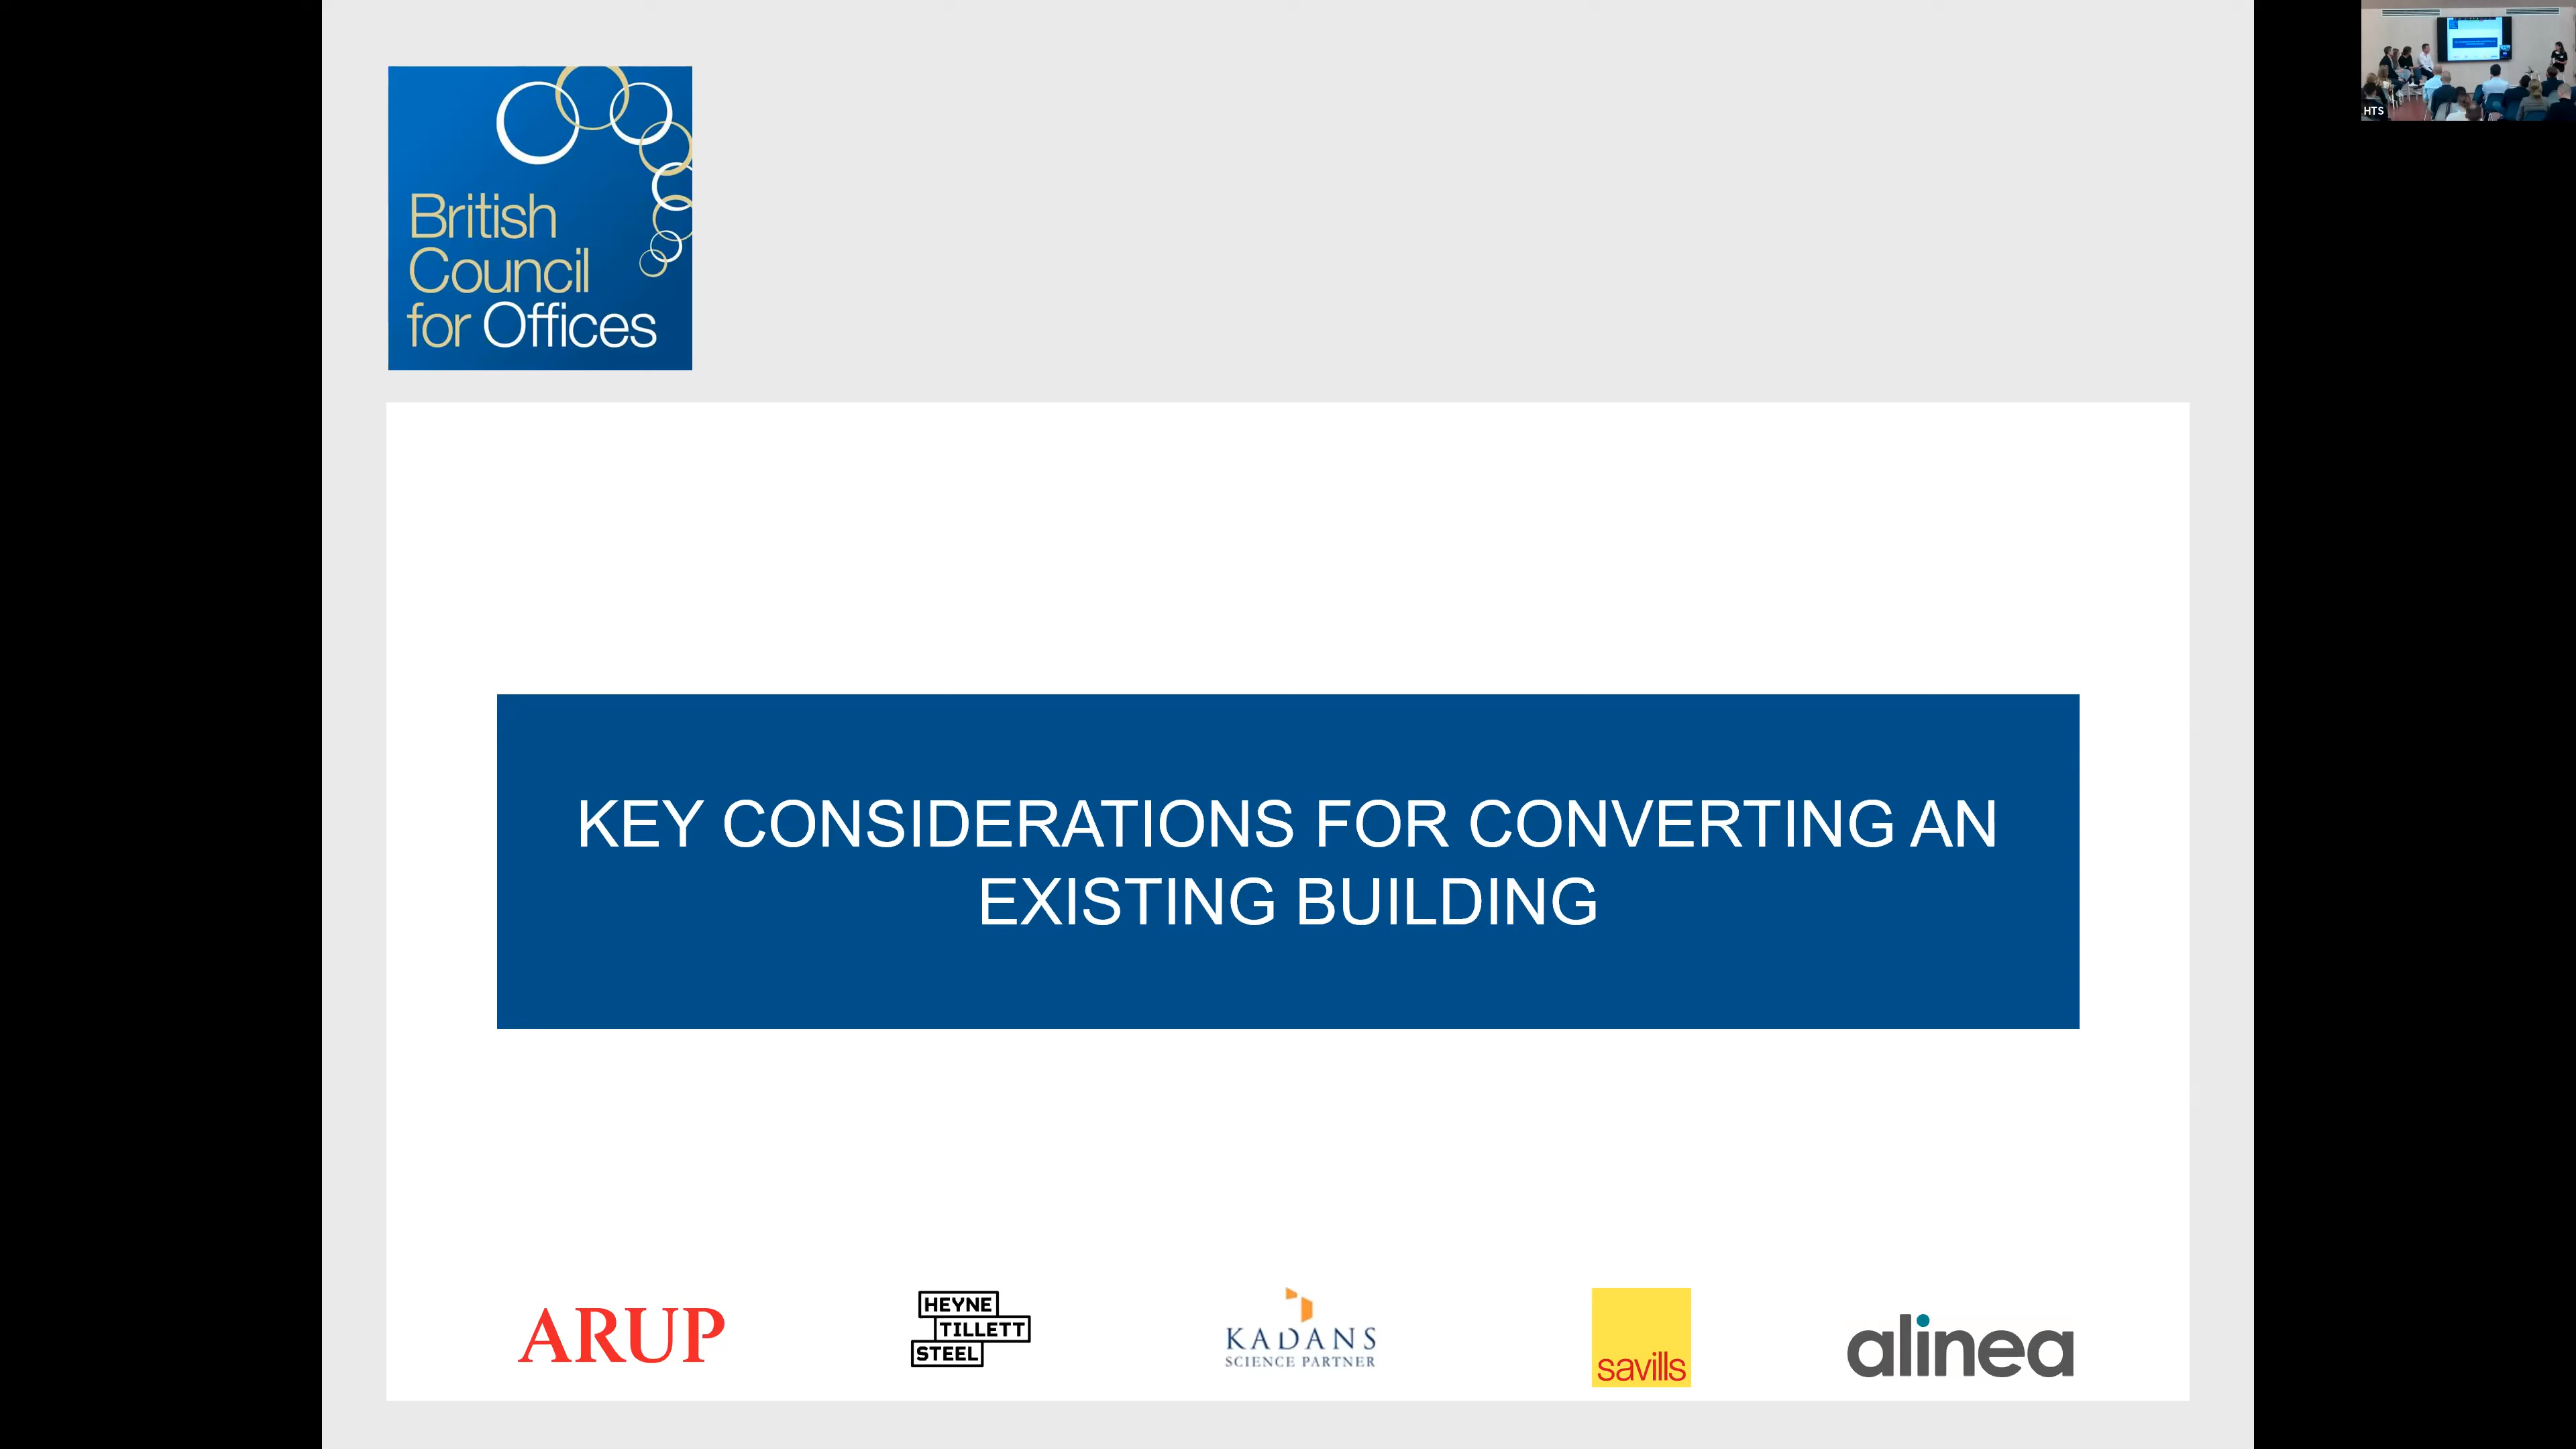 British
Council
for Offices
HTS
KEY CONSIDERATIONS FOR CONVERTING AN
EXISTING BUILDING
ARUP
HEYNE
TILLETT
STEEL
KADANS
SCIENCE PARTNER
savills
alinea